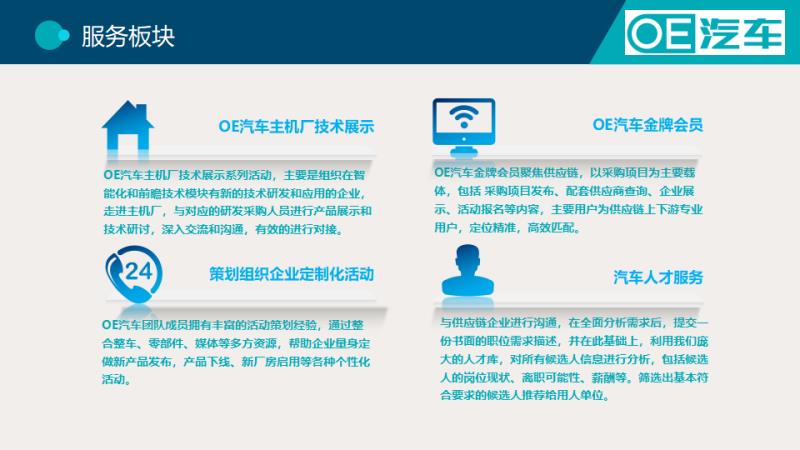 服务板块
OE汽车
OE汽车主机厂技术展示
OE汽车主机厂技术展示系列活动，主要是组织在智
能化和前瞻技术模块有新的技术研发和应用的企业，
走进主机厂，与对应的研发采购人员进行产品展示和
技术研讨，深入交流和沟通，有效的进行对接。
OE汽车金牌会员
OE汽车金牌会员聚焦供应链，以采购项目为主要载
体，包括 采购项目发布、配套供应商查询、企业展
示、活动报名等内容，主要用户为供应链上下游专业
用户，定位精准，高效匹配。
24
策划组织企业定制化活动
OE汽车团队成员拥有丰富的活动策划经验，通过整
合整车、零部件、媒体等多方资源，帮助企业量身定
做新产品发布，产品下线、新厂房启用等各种个性化
活动。
汽车人才服务
与供应链企业进行沟通，在全面分析需求后，提交一
份书面的职位需求描述，并在此基础上，利用我们庞
大的人才库，对所有候选人信息进行分析，包括候选
人的岗位现状、离职可能性、薪酬等。筛选出基本符
合要求的候选人推荐给用人单位。